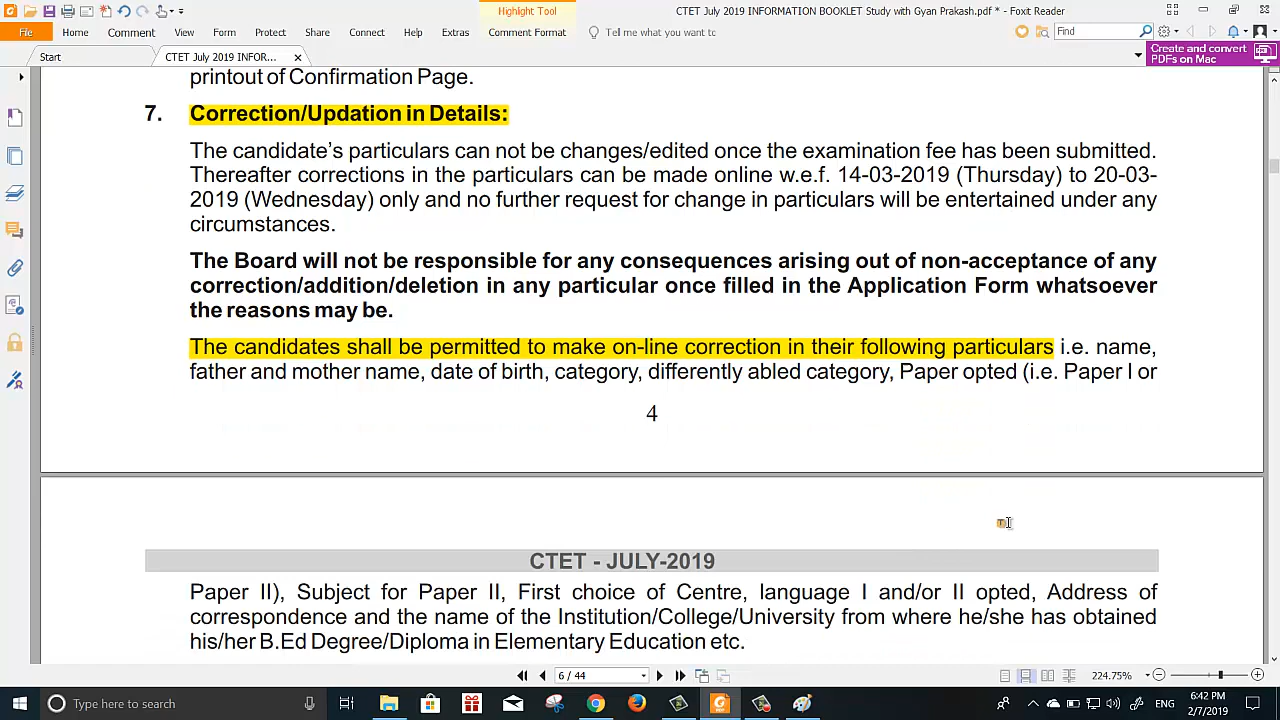 Highlight Tool
CTET July 2019 INFORMATION BOOKLET Study with Gyan Prakash.pdf * - Foxit Reader
File Home Comment View Form Protect Share Connect Help Extras Comment Format Tell me what you want tc Find
Start CTET July 2019 INFOR... Create and convert
PDFs on Mac
printout of Confirmation Page.
7. Correction/Updation in Details:
The candidate's particulars can not be changes/edited once the examination fee has been submitted.
Thereafter corrections in the particulars can be made online w.e.f. 14-03-2019 (Thursday) to 20-03-
2019 (Wednesday) only and no further request for change in particulars will be entertained under any
circumstances.
The Board will not be responsible for any consequences arising out of non-acceptance of any
correction/addition/deletion in any particular once filled in the Application Form whatsoever
the reasons may be.
The candidates shall be permitted to make on-line correction in their following particulars i.e. name,
father and mother name, date of birth, category, differently abled category, Paper opted (i.e. Paper I or
4
CTET - JULY-2019
Paper II), Subject for Paper II, First choice of Centre, language I and/or II opted, Address of
correspondence and the name of the Institution/College/University from where he/she has obtained
his/her B.Ed Degree/Diploma in Elementary Education etc.
6 / 44 224.75%
Type here to search ENG 6:42 PM
2/7/2019